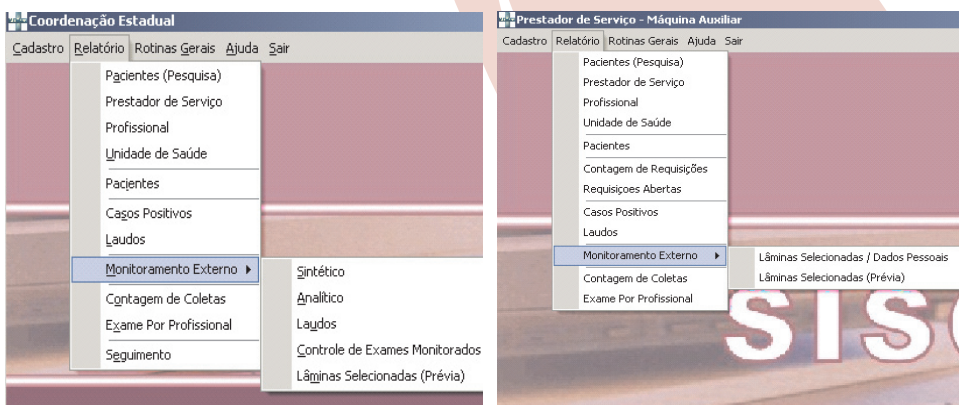 Coordenação Estadual
Cadastro Relatório Rotinas Gerais Ajuda Sair
Pacientes (Pesquisa)
Prestador de Serviço
Profissional
Unidade de Saúde
Pacientes
Casos Positivos
Laudos
Monitoramento Externo
Contagem de Coletas
Exame Por Profissional
Seguimento
Sintético
Analítico
Laudos
Controle de Exames Monitorados
Lâminas Selecionadas (Prévia)
Prestador de Serviço - Máquina Auxiliar
Cadastro Relatório Rotinas Gerais Ajuda Sair
Pacientes (Pesquisa)
Prestador de Serviço
Profissional
Unidade de Saúde
Pacientes
Contagem de Requisições
Requisiçoes Abertas
Casos Positivos
Laudos
Monitoramento Externo
Contagem de Coletas
Exame Por Profissional
Lâminas Selecionadas / Dados Pessoais
Lâminas Selecionadas (Prévia)
SIS